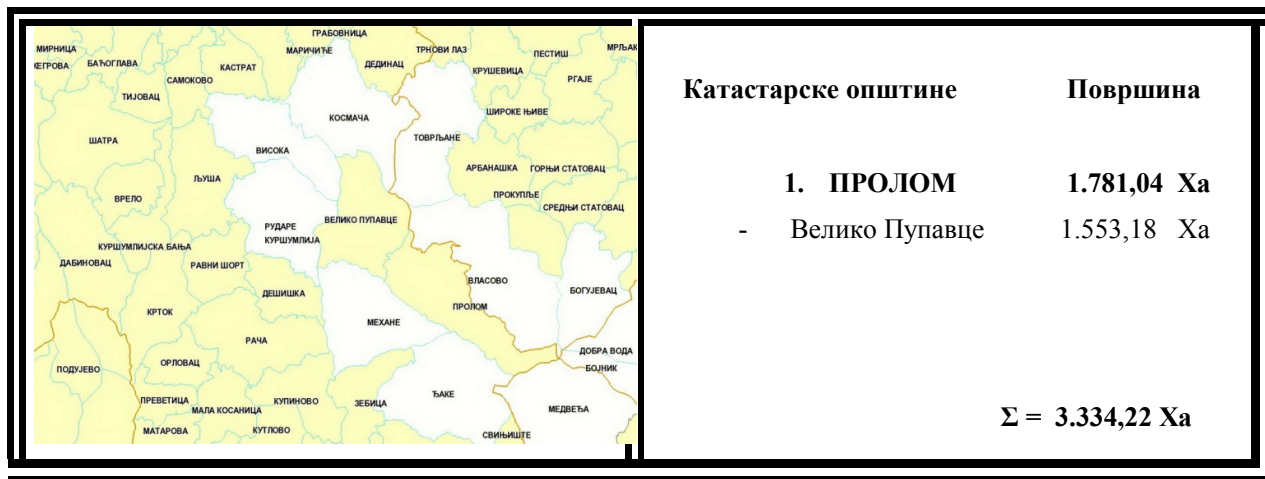 ГРАБОВНИЦА
МИРНИЦА
МАРИЧИЋЕ
ТРНОВИ ЛАЗ
ПЕСТИШ
МРЉАК
ЖЕГРОВА
БАЋОГЛАВА
КАСТРАТ
ДЕДИНАЦ
КРУШЕВИЦА
РГАЈЕ
САМОКОВО
ТИЈОВАЦ
КОСМАЧА
ШИРОКЕ ЊИВЕ
ШАТРА
ВИСОКА
ТОВРЉАНЕ
АРБАНАШКА
ГОРЊИ СТАТОВАЦ
ЉУША
ВРЕЛО
ПРОКУПЉЕ
СРЕДЊИ СТАТОВАЦ
ВЕЛИКО ПУПАВЦЕ
РУДАРЕ
КУРШУМЛИЈА
КУРШУМЛИЈСКА БАЊА
ДАБИНОВАЦ
РАВНИ ШОРТ
ВЛАСОВО
БОГУЈЕВАЦ
ДЕШИШКА
ПРОЛОМ
КРТОК
МЕХАНЕ
РАЧА
ДОБРА ВОДА
ОРЛОВАЦ
ПОДУЈЕВО
БОЈНИК
ЂАКЕ
ПРЕВЕТИЦА
МАЛА КОСАНИЦА
КУПИНОВО
ЗЕБИЦА
МЕДВЕЂА
МАТАРОВА
КУТЛОВО
СВИЊИШТЕ
Катастарске општине Површина
1. ПРОЛОМ 1.781,04 Ха
- Велико Пупавце 1.553,18 Ха
Σ = 3.334,22 Ха